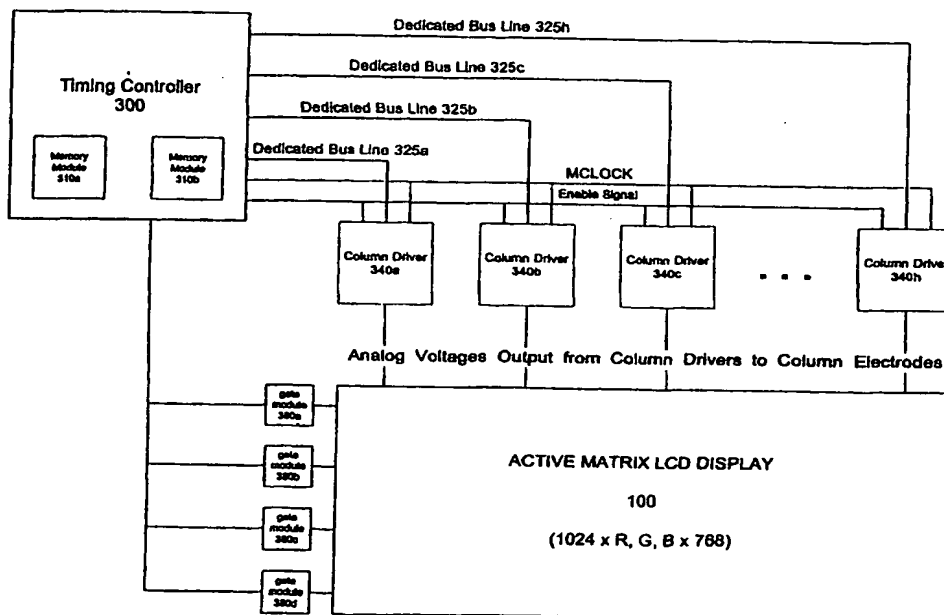 Dedicated Bus Line 325h
Dedicated Bus Line 325c
Timing Controller
300
Dedicated Bus Line 325b
Memory
Module
310a
Memory
Module
310b
Dedicated Bus Line 325a
MCLOCK
Enable Signal
Column Driver
340a
Column Driver
340b
Column Driver
340c
Column Driver
340h
Analog Voltages Output from Column Drivers to Column Electrodes
gate
module
380a
gate
module
380b
gate
module
380c
gate
module
380d
ACTIVE MATRIX LCD DISPLAY
100
(1024 x R, G, B x 768)